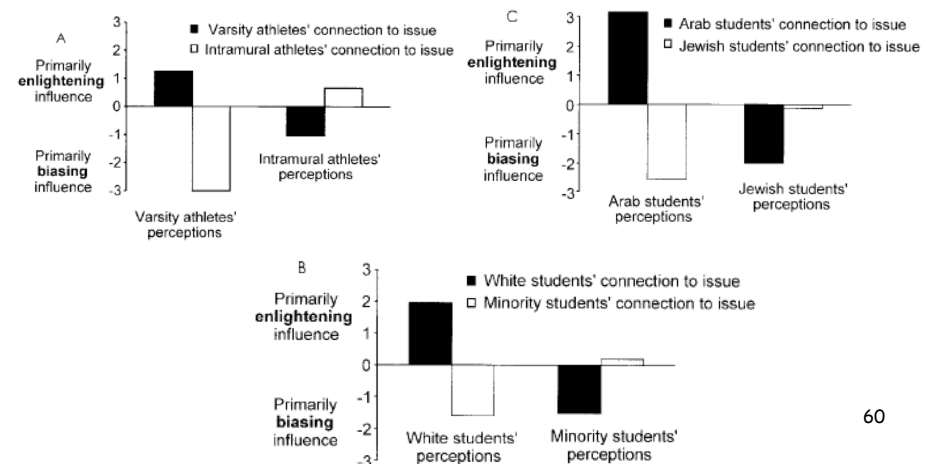 A
3
2
1
0
-1
-2
-3
Primarily
enlightening
influence
Primarily
biasing
influence
Varsity athletes' connection to issue
Intramural athletes' connection to issue
Varsity athletes'
perceptions
Intramural athletes'
perceptions
C
3
2
1
0
-1
-2
-3
Primarily
enlightening
influence
Primarily
biasing
influence
Arab students' connection to issue
Jewish students' connection to issue
Arab students'
perceptions
Jewish students'
perceptions
B
3
2
1
0
-1
-2
-3
Primarily
enlightening
influence
Primarily
biasing
influence
White students' connection to issue
Minority students' connection to issue
White students'
perceptions
Minority students'
perceptions
60